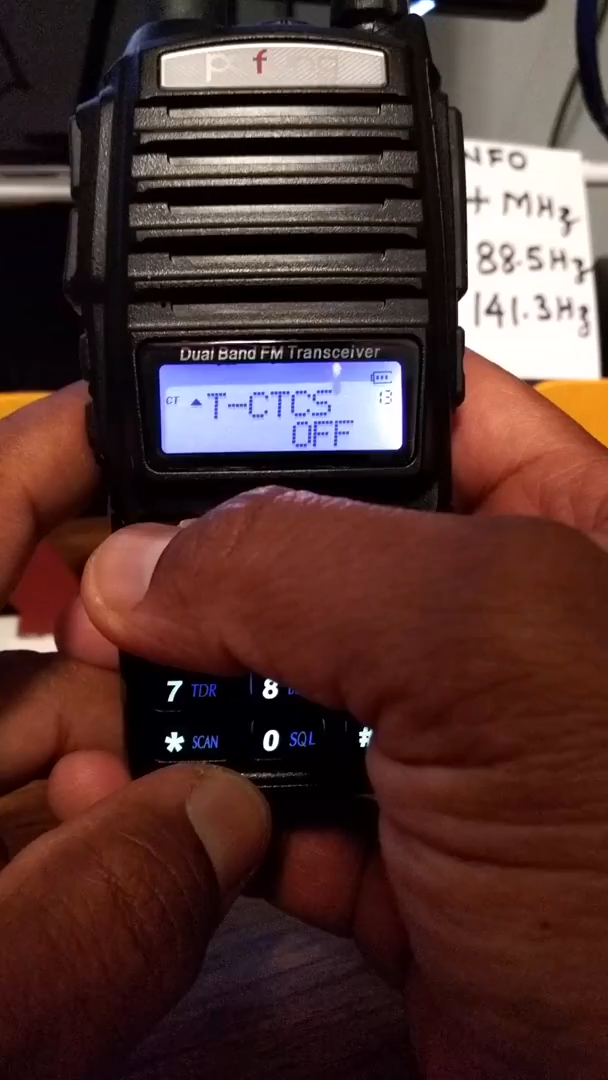 Dual Band FM Transceiver
CT T-CTCS 13
OFF
NFO
+ MHz
88.5Hz
141.3Hz
7 TDR 8
* SCAN 0 SQL #